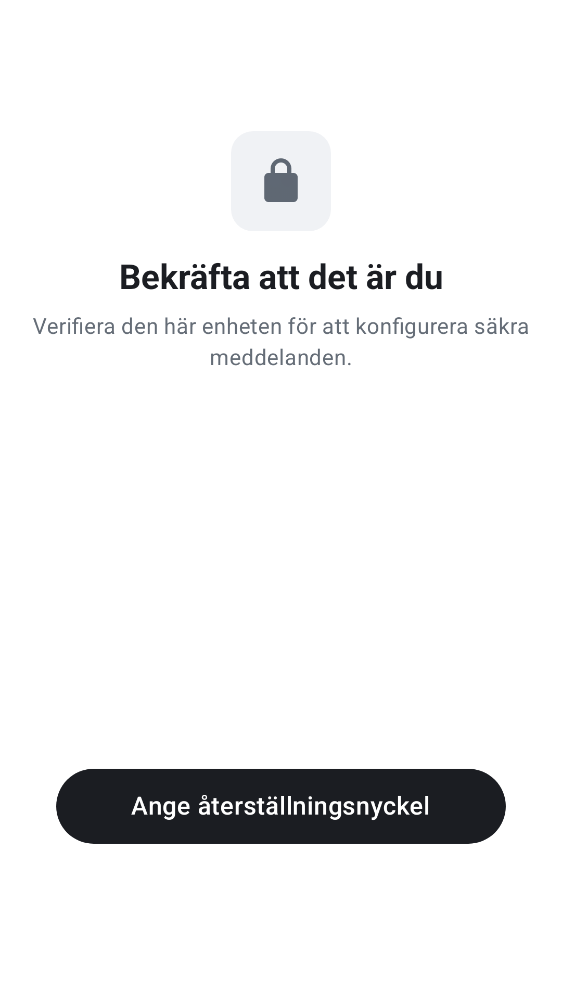 Bekräfta att det är du
Verifiera den här enheten för att konfigurera säkra
meddelanden.
Ange återställningsnyckel